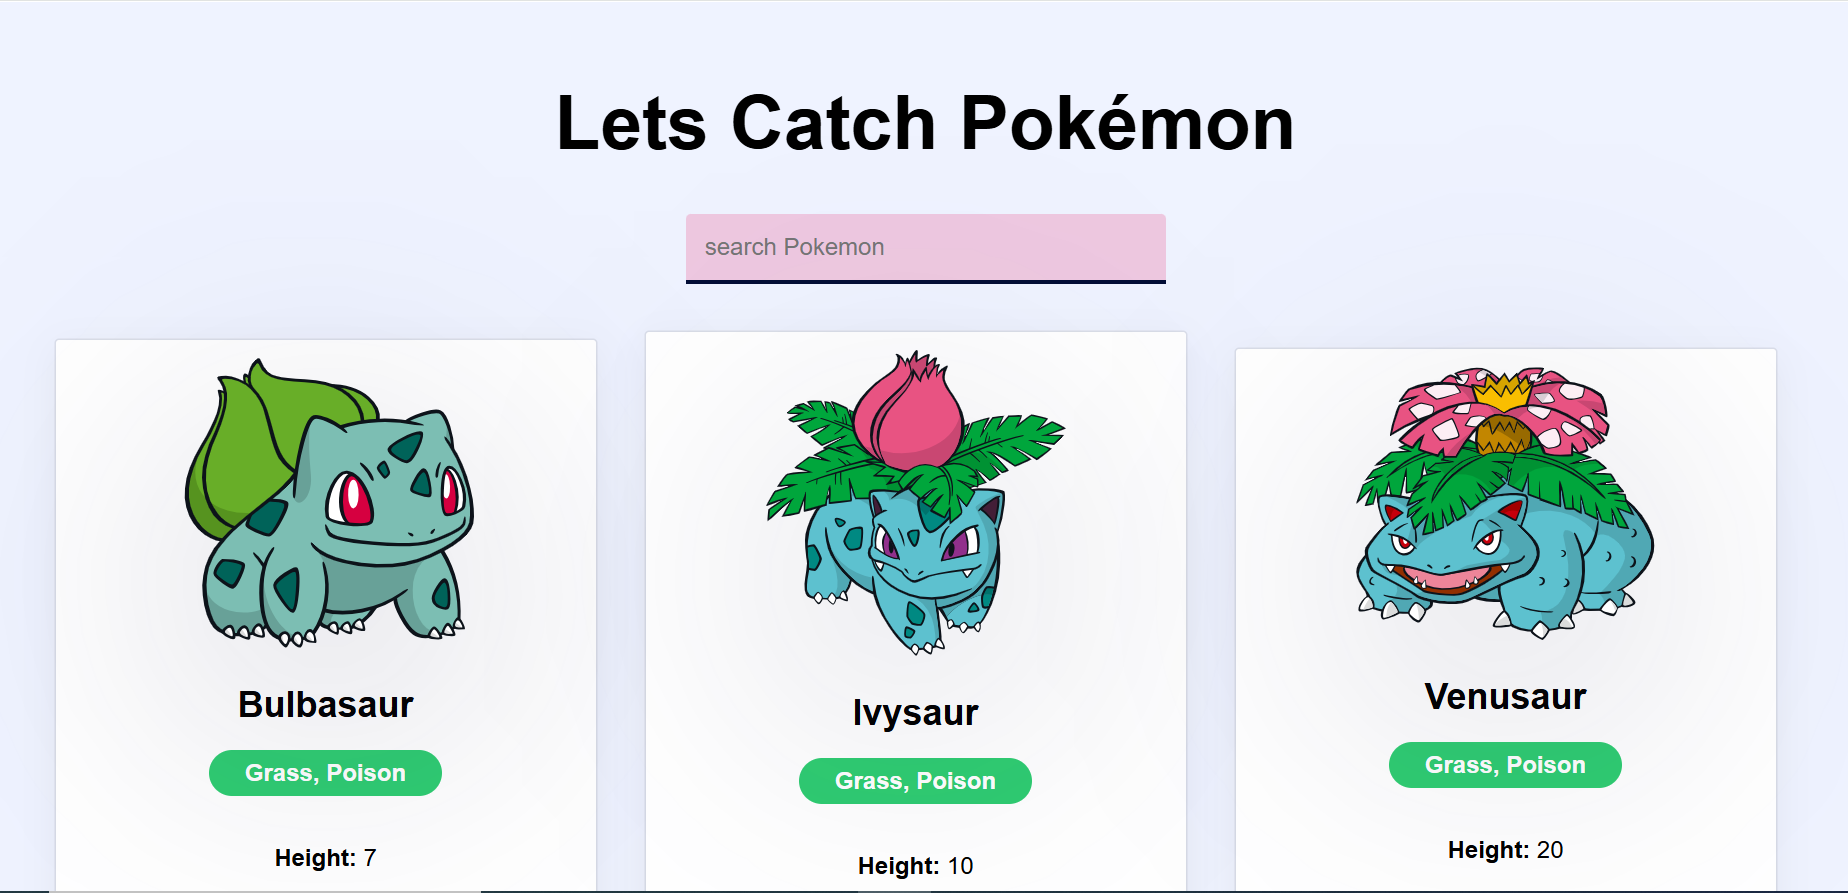 Lets Catch Pokémon
search Pokemon
Bulbasaur
Grass, Poison
Height: 7
Ivysaur
Grass, Poison
Height: 10
Venusaur
Grass, Poison
Height: 20